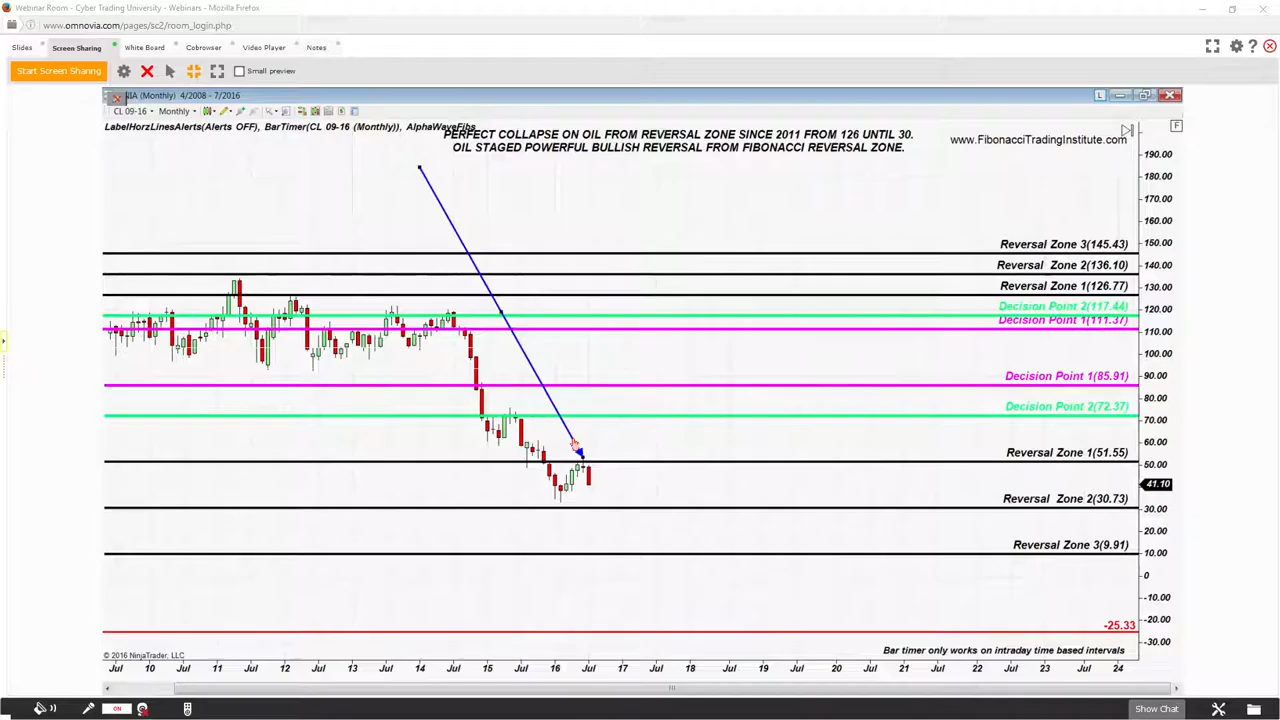 Webinar Room - Cyber Trading University - Webinars - Mozilla Firefox
www.omnovia.com/pages/sc2/room_login.php
Slides
Screen Sharing
White Board
Cobrowser
Video Player
Notes
Start Screen Sharing
Small preview
(Monthly) 4/2008 - 7/2016
L
CL 09-16
Monthly
LabelHorzLinesAlerts(Alerts OFF), BarTimer(CL 09-16 (Monthly)), AlphaWaveFibs
PERFECT COLLAPSE ON OIL FROM REVERSAL ZONE SINCE 2011 FROM 126 UNTIL 30.
OIL STAGED POWERFUL BULLISH REVERSAL FROM FIBONACCI REVERSAL ZONE.
www.FibonacciTradingInstitute.com
F
190.00
180.00
170.00
160.00
150.00
140.00
130.00
120.00
110.00
100.00
90.00
80.00
70.00
60.00
50.00
41.10
30.00
20.00
10.00
0
-10.00
-20.00
-30.00
Reversal Zone 3(145.43)
Reversal Zone 2(136.10)
Reversal Zone 1(126.77)
Decision Point 2(117.44)
Decision Point 1(111.37)
Decision Point 1(85.91)
Decision Point 2(72.37)
Reversal Zone 1(51.55)
Reversal Zone 2(30.73)
Reversal Zone 3(9.91)
-25.33
© 2016 NinjaTrader, LLC
Bar timer only works on intraday time based intervals
Jul 10 Jul 11 Jul 12 Jul 13 Jul 14 Jul 15 Jul 16 Jul 17 Jul 18 Jul 19 Jul 20 Jul 21 Jul 22 Jul 23 Jul 24
ON
Show Chat